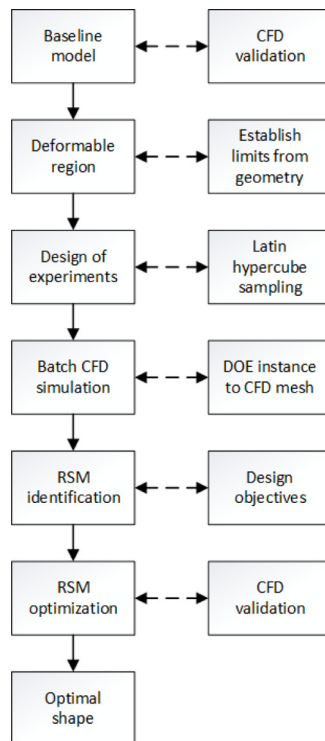 Baseline
model
CFD
validation
Deformable
region
Establish
limits from
geometry
Design of
experiments
Latin
hypercube
sampling
Batch CFD
simulation
DOE instance
to CFD mesh
RSM
identification
Design
objectives
RSM
optimization
CFD
validation
Optimal
shape